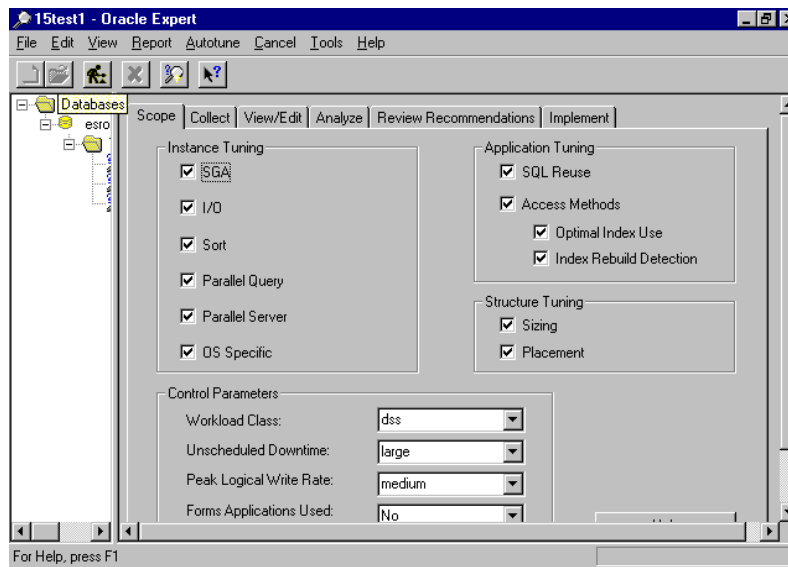 15test1 - Oracle Expert
File Edit View Report Autotune Cancel Tools Help
Databases
esro
Scope Collect View/Edit Analyze Review Recommendations Implement
Instance Tuning
SGA
I/O
Sort
Parallel Query
Parallel Server
OS Specific
Application Tuning
SQL Reuse
Access Methods
Optimal Index Use
Index Rebuild Detection
Structure Tuning
Sizing
Placement
Control Parameters
Workload Class: dss
Unscheduled Downtime: large
Peak Logical Write Rate: medium
Forms Applications Used: No
For Help, press F1